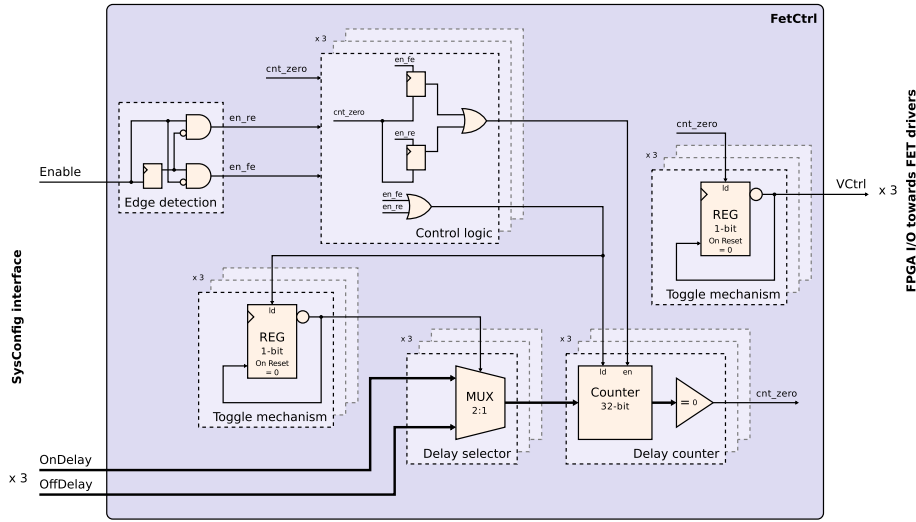 FetCtrl
x 3
cnt_zero
en_fe
cnt_zero
en_re
en_fe
en_re
Control logic
en_re
en_fe
Edge detection
Enable
cnt_zero
x 3
ld
REG
1-bit
On Reset
= 0
Toggle mechanism
VCtrl
x 3
FPGA I/O towards FET drivers
SysConfig interface
x 3
ld
REG
1-bit
On Reset
= 0
Toggle mechanism
x 3
MUX
2:1
Delay selector
x 3
ld en
Counter
32-bit
= 0
Delay counter
cnt_zero
OnDelay
x 3
OffDelay